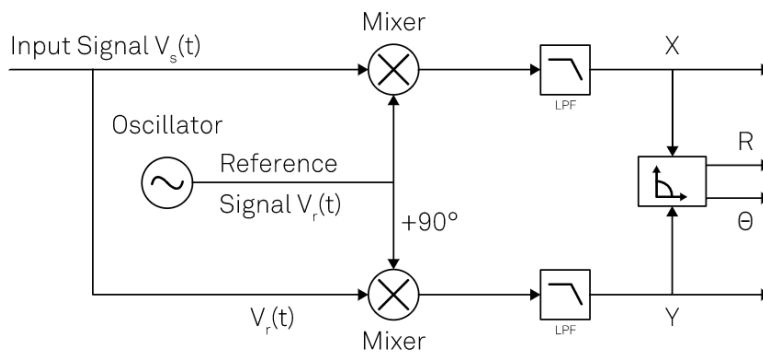 Mixer
Input Signal Vs(t)
X
LPF
Oscillator
Reference
Signal Vr(t)
R
Θ
+90°
Vr(t)
LPF
Y
Mixer